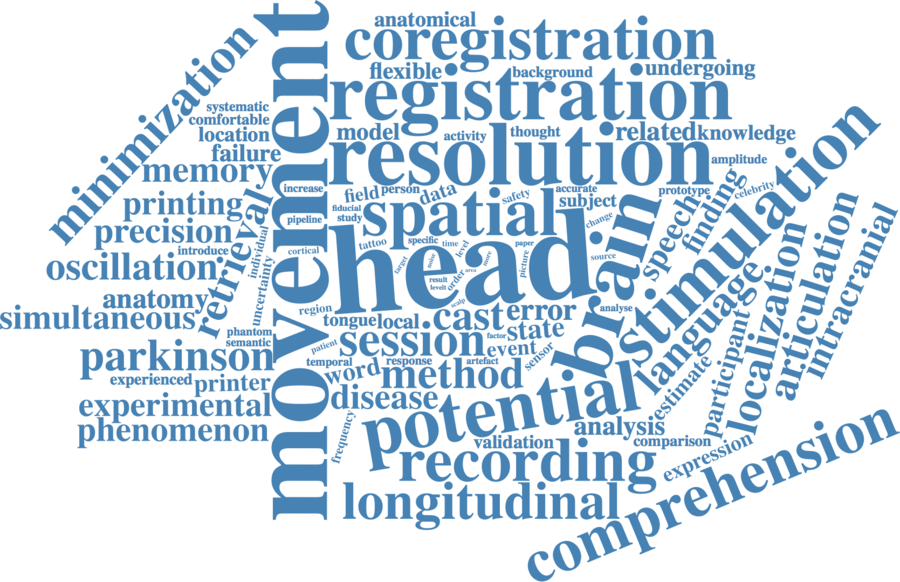 anatomical
coregistration
flexible
background
undergoing
registration
minimization
movement
systematic
comfortable
location
failure
memory
model
activity
thought
related
knowledge
resolution
amplitude
printing
precision
introduce
oscillation
retrieval
individual
uncertainty
increase
pipeline
cortical
field
person
data
safety
accurate
subject
prototype
celebrity
fiducial
study
spatial
change
speech
finding
stimulation
head
tattoo
specific
time
level
paper
picture
target
noise
more
result
area
order
levelt
scalp
source
brain
analyse
anatomy
simultaneous
phantom
semantic
region
tongue
local
cast
error
factor
state
language
participant
localization
articulation
intracranial
parkinson
experienced
printer
patient
session
event
sensor
temporal
response
artefact
word
method
estimate
experimental
phenomenon
disease
potential
frequency
analysis
validation
comparison
expression
recording
longitudinal
comprehension